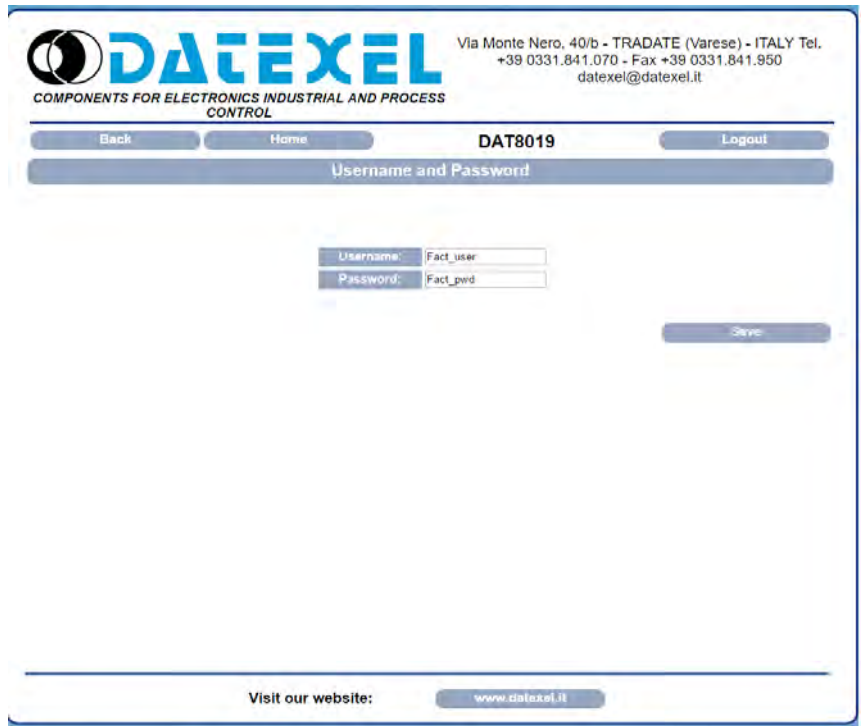 DATEXEL
COMPONENTS FOR ELECTRONICS INDUSTRIAL AND PROCESS
CONTROL
Via Monte Nero, 40/b - TRADATE (Varese) - ITALY Tel.
+39 0331.841.070 - Fax +39 0331.841.950
datexel@datexel.it
Back Home DAT8019 Logout
Username and Password
Username: Fact_user
Password: Fact_pwd
Save
Visit our website: www.datexel.it